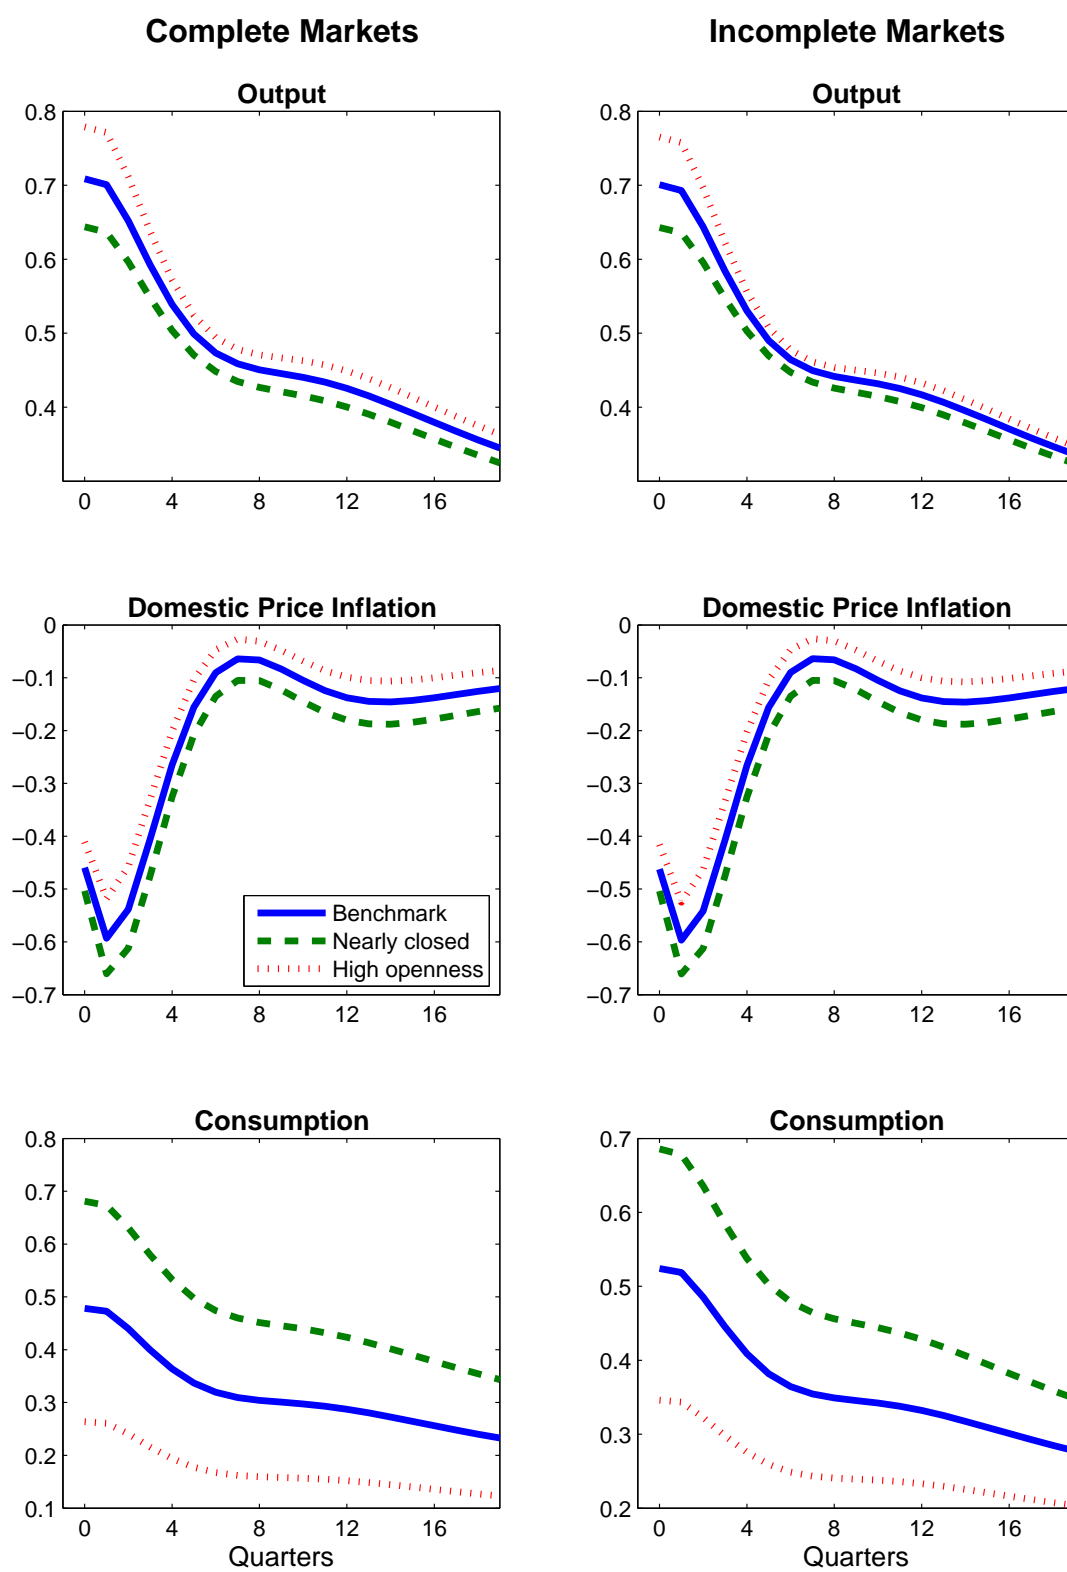 Complete Markets
Incomplete Markets
Output
0.8
0.7
0.6
0.5
0.4
0 4 8 12 16
Output
0.8
0.7
0.6
0.5
0.4
0 4 8 12 16
Domestic Price Inflation
0
−0.1
−0.2
−0.3
−0.4
−0.5
−0.6
−0.7
0 4 8 12 16
Benchmark
Nearly closed
High openness
Domestic Price Inflation
0
−0.1
−0.2
−0.3
−0.4
−0.5
−0.6
−0.7
0 4 8 12 16
Consumption
0.8
0.7
0.6
0.5
0.4
0.3
0.2
0.1
0 4 8 12 16
Quarters
Consumption
0.7
0.6
0.5
0.4
0.3
0.2
0 4 8 12 16
Quarters